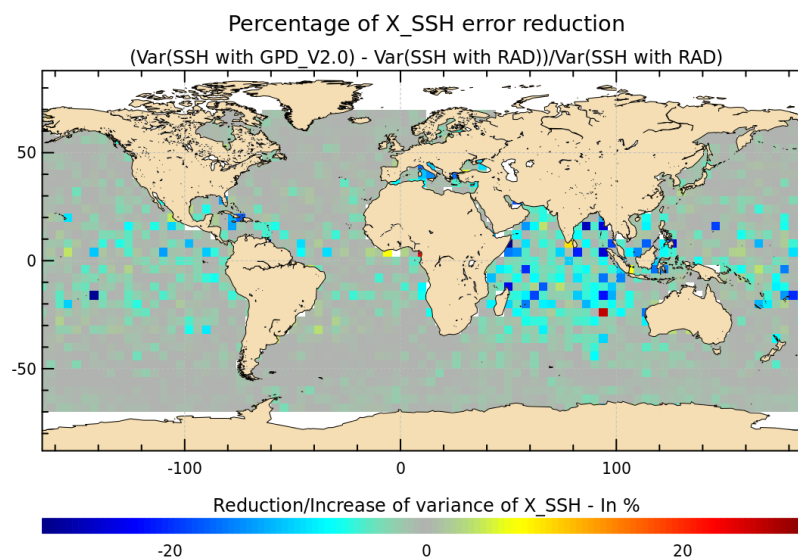 Percentage of X_SSH error reduction
(Var(SSH with GPD_V2.0) - Var(SSH with RAD))/Var(SSH with RAD)
50
0
-50
-100 0 100
Reduction/Increase of variance of X_SSH - In %
-20 0 20